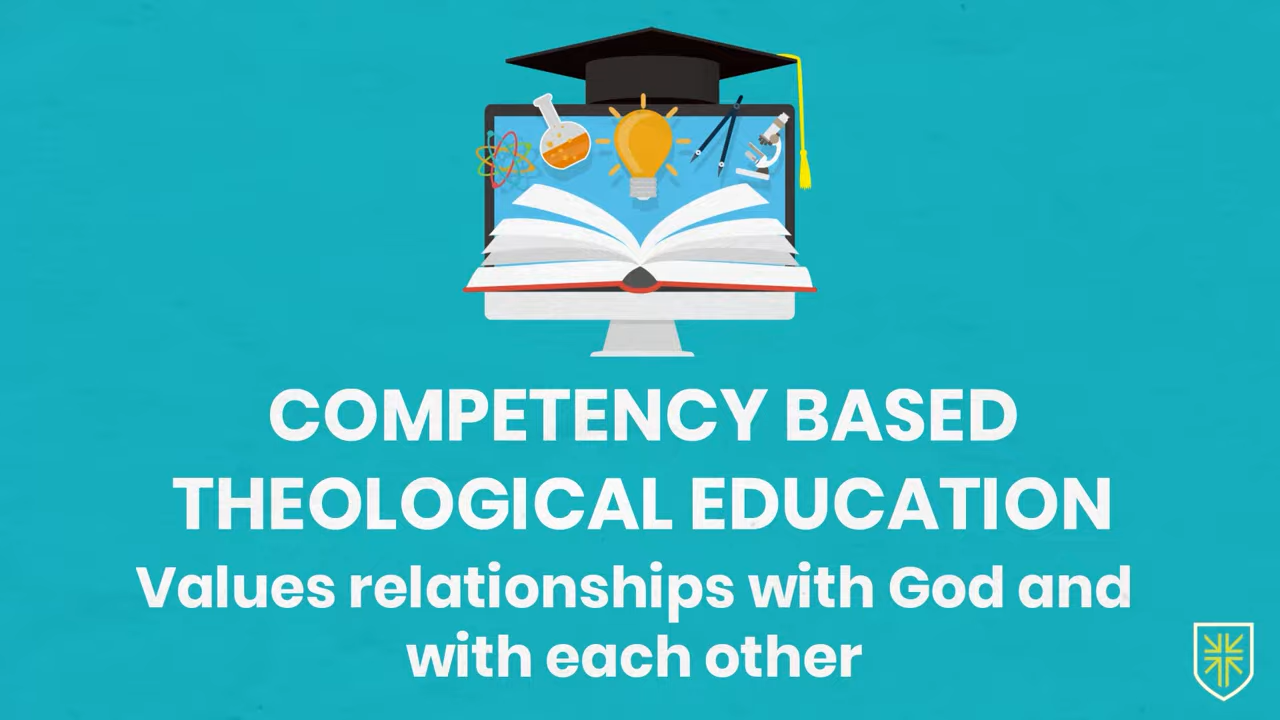 COMPETENCY BASED
THEOLOGICAL EDUCATION
Values relationships with God and
with each other